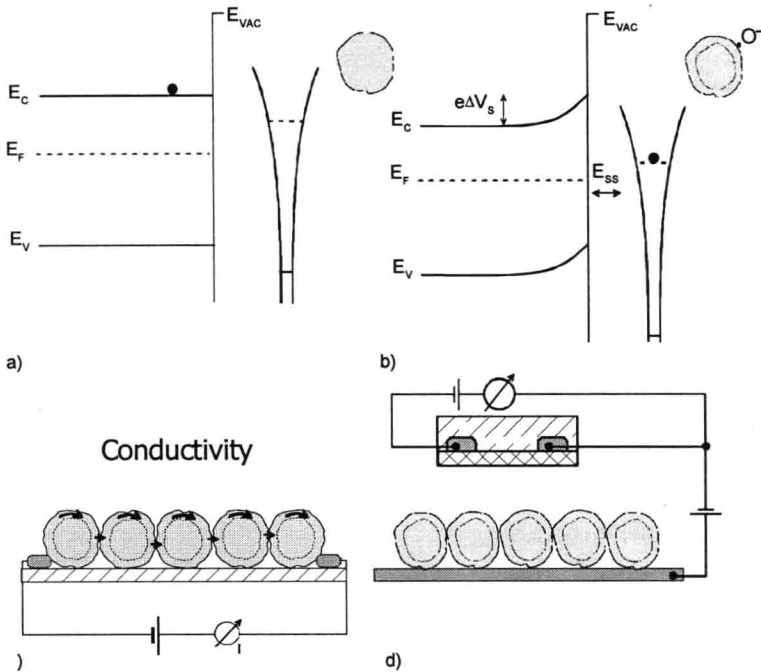 E_VAC
E_C
E_F
E_V
a)
E_VAC
O⁻
eΔV_s
E_C
E_F
E_SS
E_V
b)
Conductivity
I
)
d)